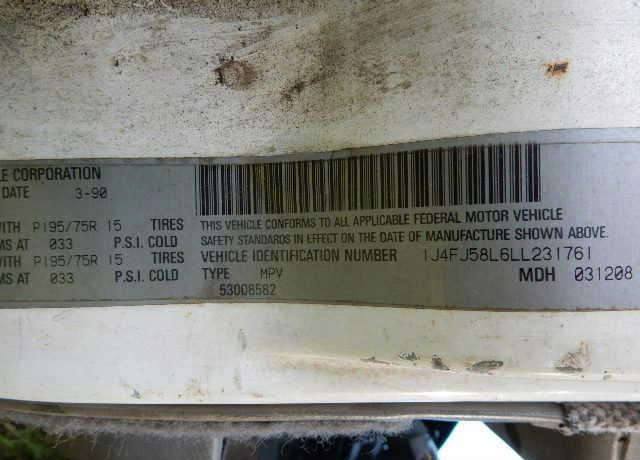 LE CORPORATION
DATE 3-90
WITH P195/75R 15 TIRES
MS AT 033 P.S.I. COLD
WITH P195/75R 15 TIRES
MS AT 033 P.S.I. COLD
THIS VEHICLE CONFORMS TO ALL APPLICABLE FEDERAL MOTOR VEHICLE
SAFETY STANDARDS IN EFFECT ON THE DATE OF MANUFACTURE SHOWN ABOVE.
VEHICLE IDENTIFICATION NUMBER 1J4FJ58L6LL231761
TYPE MPV MDH 031208
53008582